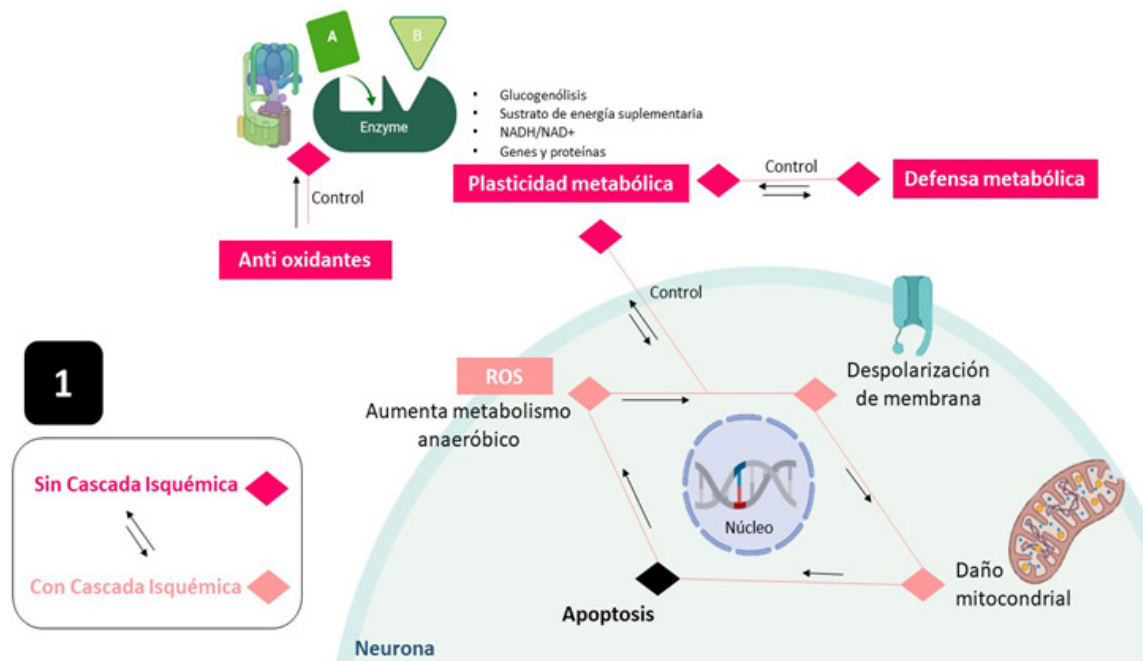 A
B
Enzyme
• Glucogenólisis
• Sustrato de energía suplementaria
• NADH/NAD+
• Genes y proteínas
Control
Plasticidad metabólica
Control
Defensa metabólica
Anti oxidantes
Control
1
Sin Cascada Isquémica
Con Cascada Isquémica
ROS
Aumenta metabolismo
anaeróbico
Despolarización
de membrana
Núcleo
Daño
mitocondrial
Apoptosis
Neurona